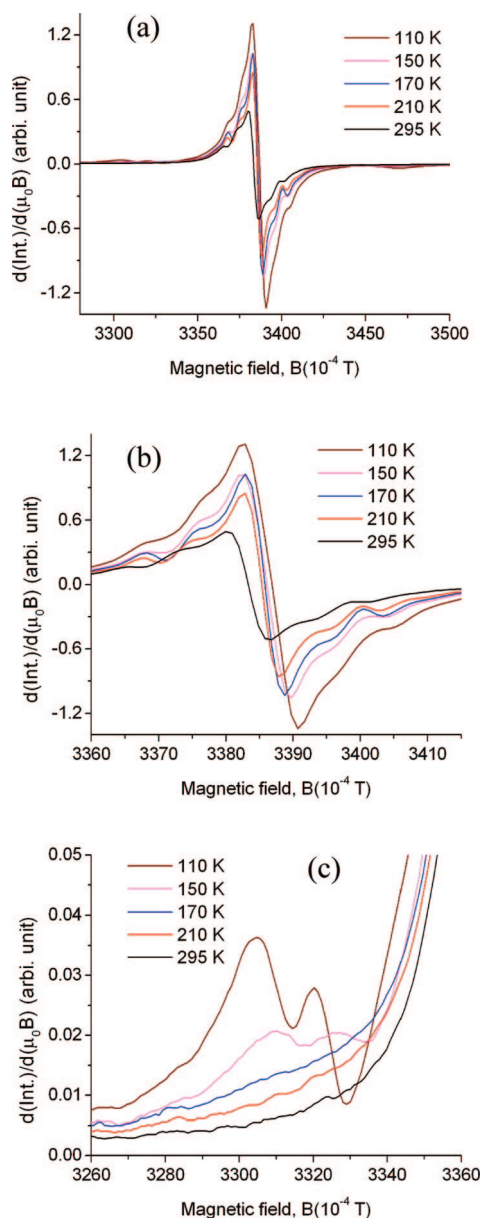 (a)
110 K
150 K
170 K
210 K
295 K
d(Int.)/d(μ₀B) (arbi. unit)
1.2
0.6
0.0
-0.6
-1.2
3300 3350 3400 3450 3500
Magnetic field, B(10⁻⁴ T)
(b)
110 K
150 K
170 K
210 K
295 K
d(Int.)/d(μ₀B) (arbi. unit)
1.2
0.6
0.0
-0.6
-1.2
3360 3370 3380 3390 3400 3410
Magnetic field, B(10⁻⁴ T)
(c)
110 K
150 K
170 K
210 K
295 K
d(Int.)/d(μ₀B) (arbi. unit)
0.05
0.04
0.03
0.02
0.01
0.00
3260 3280 3300 3320 3340 3360
Magnetic field, B(10⁻⁴ T)